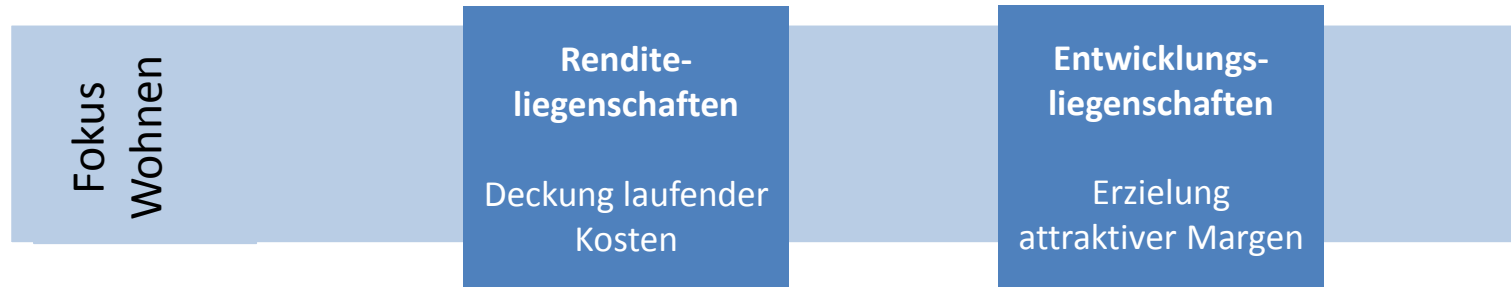 Fokus
Wohnen
Rendite-
liegenschaften
Deckung laufender
Kosten
Entwicklungs-
liegenschaften
Erzielung
attraktiver Margen